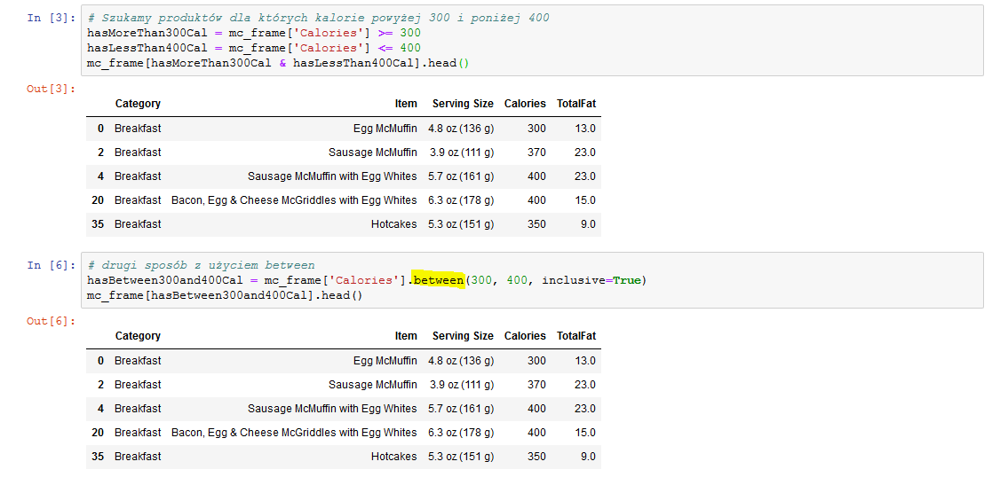 In [3]: # Szukamy produktów dla których kalorie powyżej 300 i poniżej 400
hasMoreThan300Cal = mc_frame['Calories'] >= 300
hasLessThan400Cal = mc_frame['Calories'] <= 400
mc_frame[hasMoreThan300Cal & hasLessThan400Cal].head()
Out[3]:
Category Item Serving Size Calories TotalFat
0 Breakfast Egg McMuffin 4.8 oz (136 g) 300 13.0
2 Breakfast Sausage McMuffin 3.9 oz (111 g) 370 23.0
4 Breakfast Sausage McMuffin with Egg Whites 5.7 oz (161 g) 400 23.0
20 Breakfast Bacon, Egg & Cheese McGriddles with Egg Whites 6.3 oz (178 g) 400 15.0
35 Breakfast Hotcakes 5.3 oz (151 g) 350 9.0
In [6]: # drugi sposób z użyciem between
hasBetween300and400Cal = mc_frame['Calories'].between(300, 400, inclusive=True)
mc_frame[hasBetween300and400Cal].head()
Out[6]:
Category Item Serving Size Calories TotalFat
0 Breakfast Egg McMuffin 4.8 oz (136 g) 300 13.0
2 Breakfast Sausage McMuffin 3.9 oz (111 g) 370 23.0
4 Breakfast Sausage McMuffin with Egg Whites 5.7 oz (161 g) 400 23.0
20 Breakfast Bacon, Egg & Cheese McGriddles with Egg Whites 6.3 oz (178 g) 400 15.0
35 Breakfast Hotcakes 5.3 oz (151 g) 350 9.0